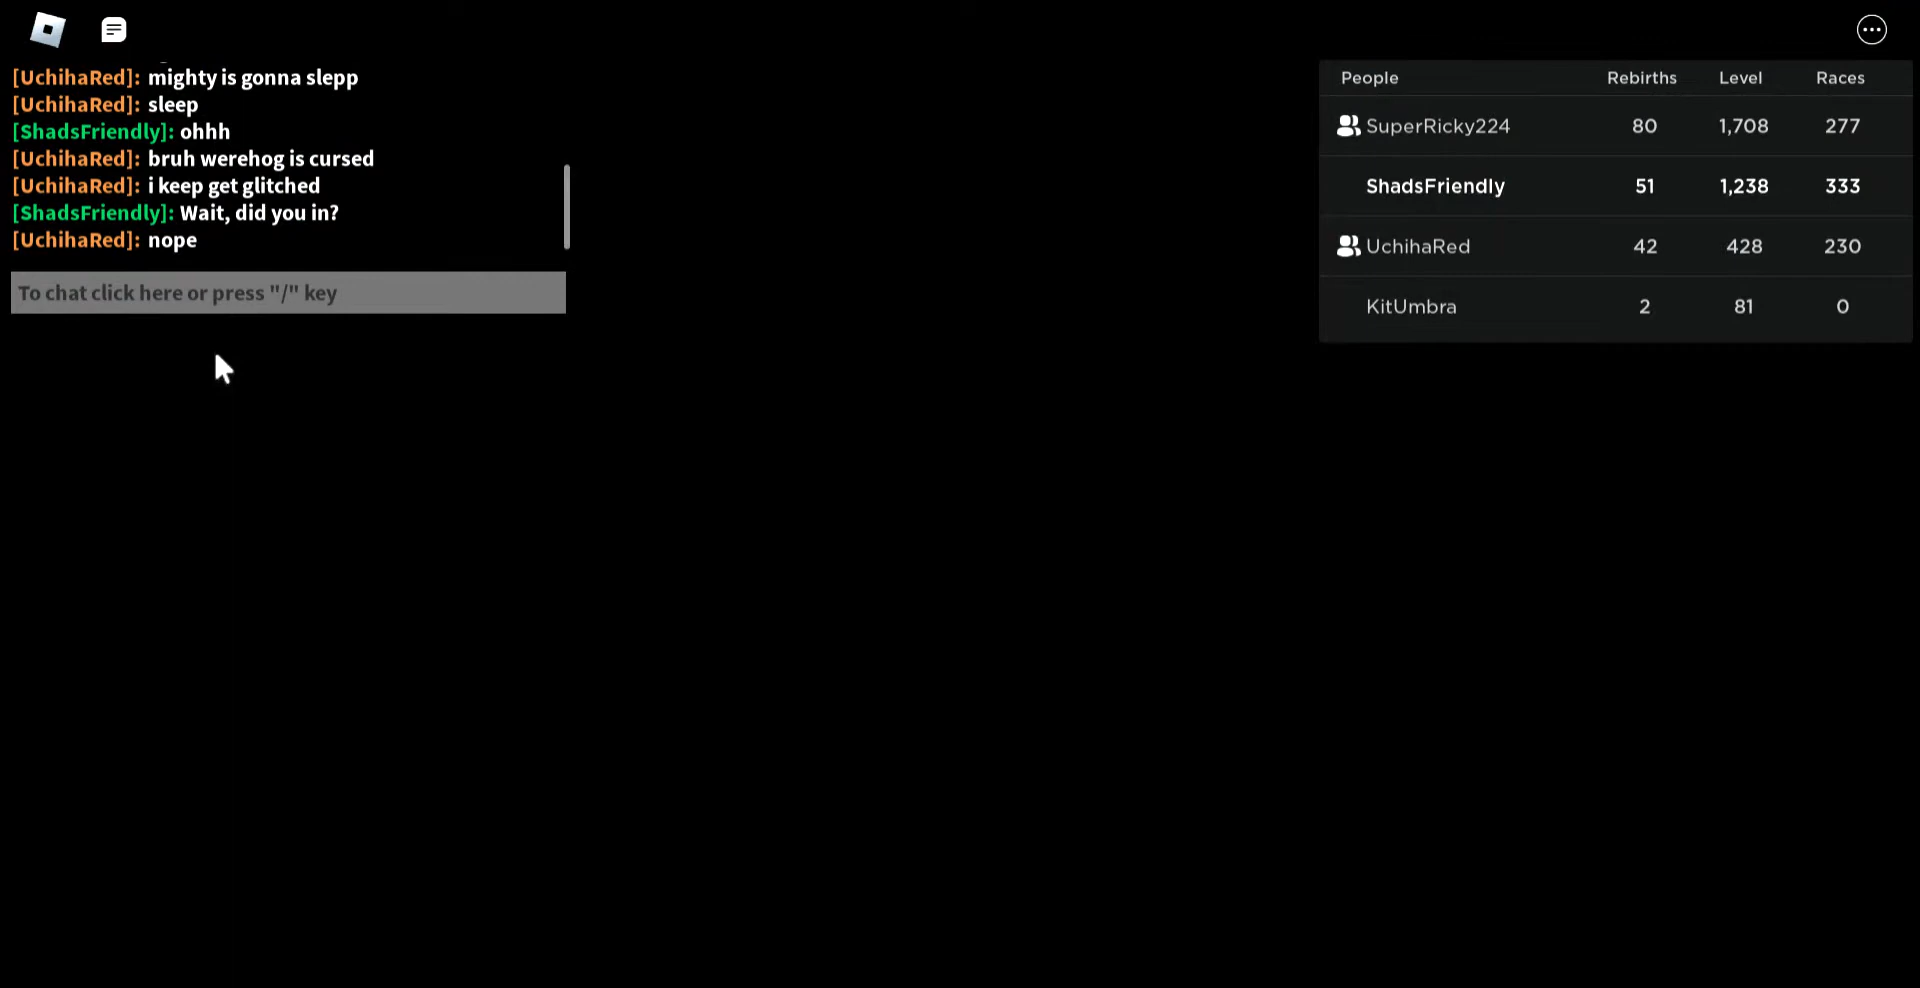 [UchihaRed]: mighty is gonna slepp
[UchihaRed]: sleep
[ShadsFriendly]: ohhh
[UchihaRed]: bruh werehog is cursed
[UchihaRed]: i keep get glitched
[ShadsFriendly]: Wait, did you in?
[UchihaRed]: nope
To chat click here or press "/" key
People Rebirths Level Races
SuperRicky224 80 1,708 277
ShadsFriendly 51 1,238 333
UchihaRed 42 428 230
KitUmbra 2 81 0